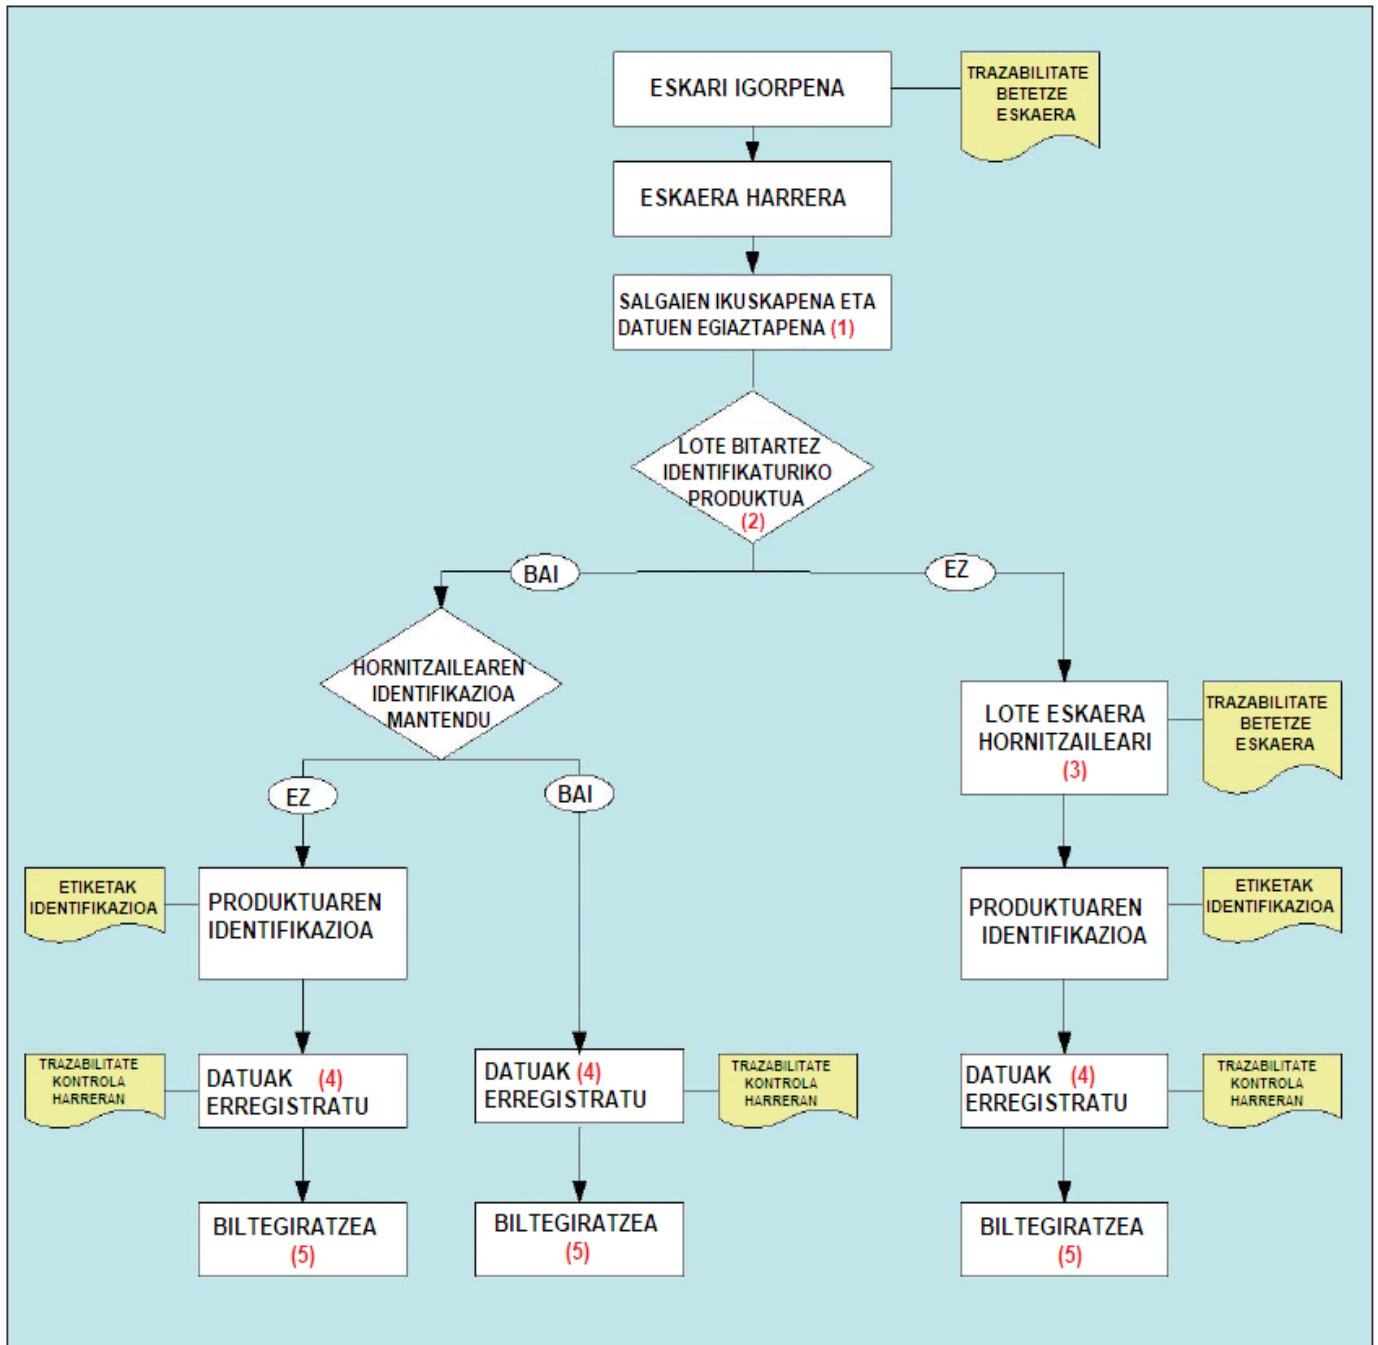 ESKARI IGORPENA
TRAZABILITATE
BETETZE
ESKAERA
ESKAERA HARRERA
SALGAIEN IKUSKAPENA ETA
DATUEN EGIAZTAPENA (1)
LOTE BITARTEZ
IDENTIFIKATURIKO
PRODUKTUA
(2)
BAI
EZ
HORNITZAILEAREN
IDENTIFIKAZIOA
MANTENDU
LOTE ESKAERA
HORNITZAILEARI
(3)
TRAZABILITATE
BETETZE
ESKAERA
EZ
BAI
ETIKETAK
IDENTIFIKAZIOA
PRODUKTUAREN
IDENTIFIKAZIOA
PRODUKTUAREN
IDENTIFIKAZIOA
ETIKETAK
IDENTIFIKAZIOA
TRAZABILITATE
KONTROLA
HARRERAN
DATUAK (4)
ERREGISTRATU
DATUAK (4)
ERREGISTRATU
TRAZABILITATE
KONTROLA
HARRERAN
DATUAK (4)
ERREGISTRATU
TRAZABILITATE
KONTROLA
HARRERAN
BILTEGIRATZEA
(5)
BILTEGIRATZEA
(5)
BILTEGIRATZEA
(5)